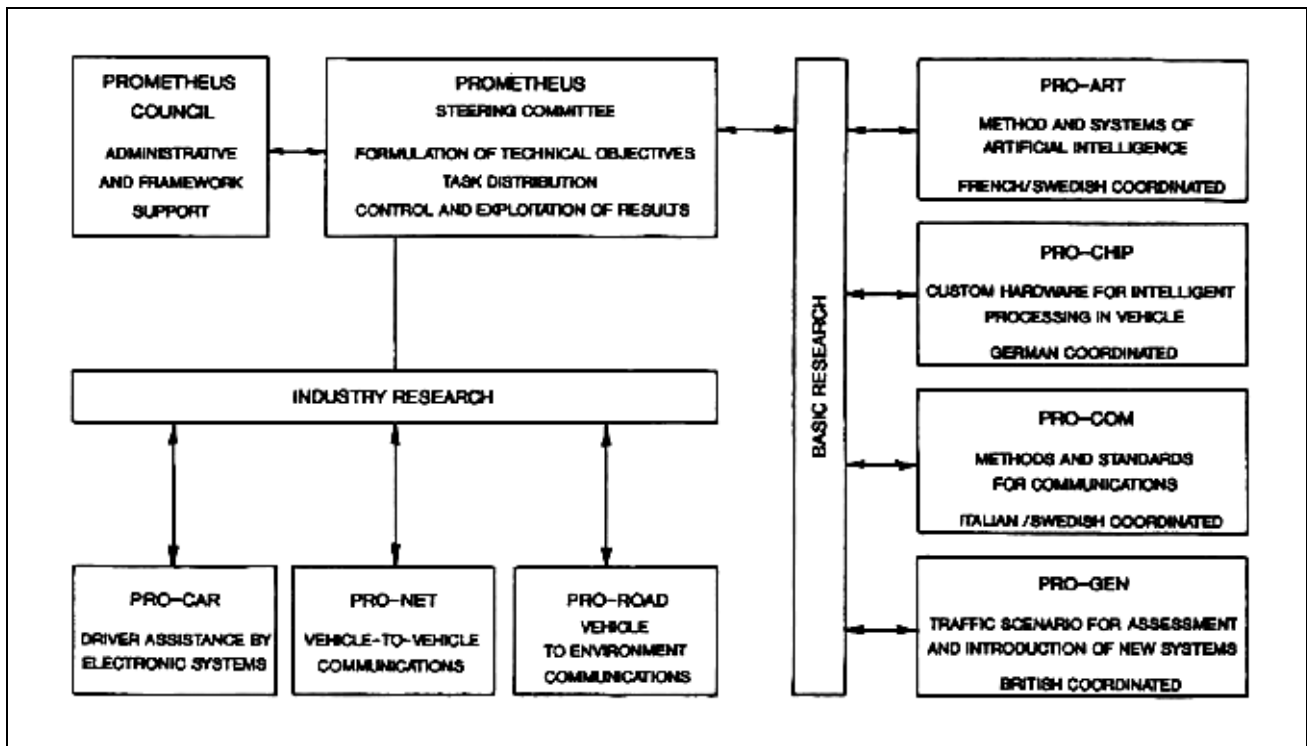 PROMETHEUS
COUNCIL
ADMINISTRATIVE
AND FRAMEWORK
SUPPORT
PROMETHEUS
STEERING COMMITTEE
FORMULATION OF TECHNICAL OBJECTIVES
TASK DISTRIBUTION
CONTROL AND EXPLOITATION OF RESULTS
INDUSTRY RESEARCH
PRO-CAR
DRIVER ASSISTANCE BY
ELECTRONIC SYSTEMS
PRO-NET
VEHICLE-TO-VEHICLE
COMMUNICATIONS
PRO-ROAD
VEHICLE
TO ENVIRONMENT
COMMUNICATIONS
BASIC RESEARCH
PRO-ART
METHOD AND SYSTEMS OF
ARTIFICIAL INTELLIGENCE
FRENCH/SWEDISH COORDINATED
PRO-CHIP
CUSTOM HARDWARE FOR INTELLIGENT
PROCESSING IN VEHICLE
GERMAN COORDINATED
PRO-COM
METHODS AND STANDARDS
FOR COMMUNICATIONS
ITALIAN /SWEDISH COORDINATED
PRO-GEN
TRAFFIC SCENARIO FOR ASSESSMENT
AND INTRODUCTION OF NEW SYSTEMS
BRITISH COORDINATED